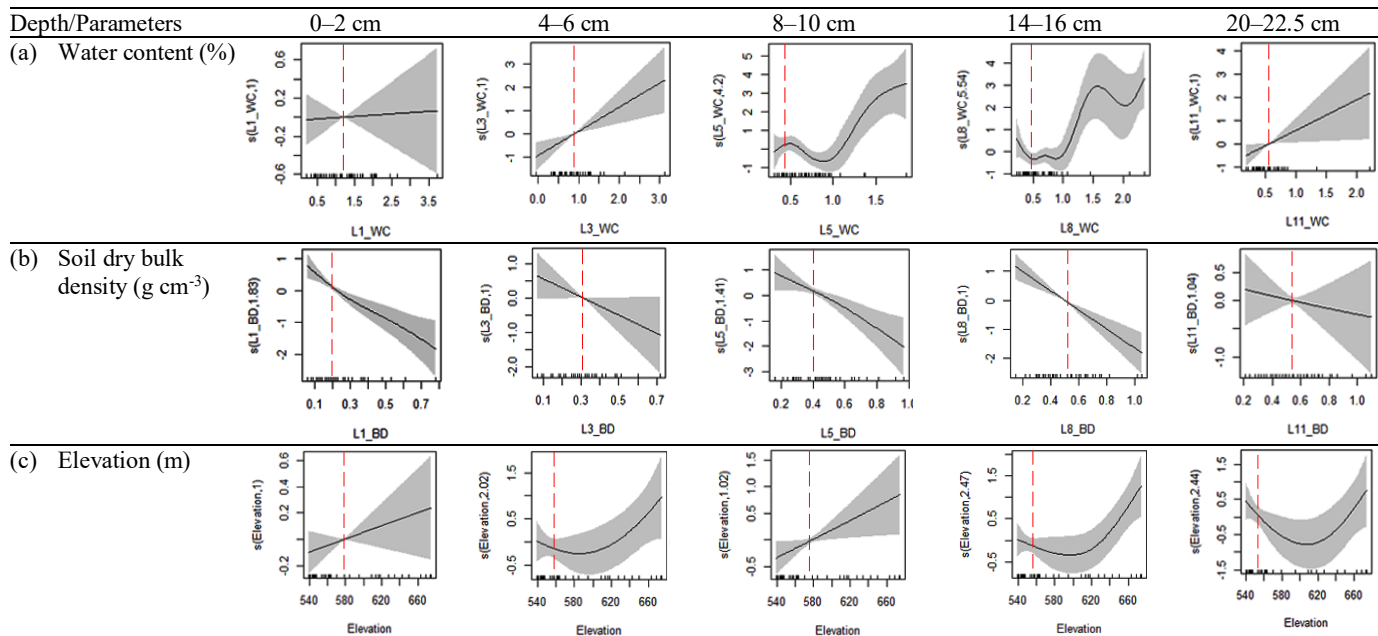 Depth/Parameters 0–2 cm 4–6 cm 8–10 cm 14–16 cm 20–22.5 cm
(a) Water content (%)
s(L1_WC,1)
0.6
0.2
-0.2
-0.6
0.5 1.5 2.5 3.5
L1_WC
s(L3_WC,1)
3
2
1
0
-1
0.0 1.0 2.0 3.0
L3_WC
s(L5_WC,4.2)
5
4
3
2
1
-1
0.5 1.0 1.5
L5_WC
s(L8_WC,5.54)
4
3
2
1
0
-1
0.5 1.0 1.5 2.0
L8_WC
s(L11_WC,1)
4
3
2
1
0
-1
0.5 1.0 1.5 2.0
L11_WC
(b) Soil dry bulk
density (g cm-3)
s(L1_BD,1.83)
1
0
-1
-2
0.1 0.3 0.5 0.7
L1_BD
s(L3_BD,1)
1.0
0.0
-1.0
-2.0
0.1 0.3 0.5 0.7
L3_BD
s(L5_BD,1.41)
1
0
-1
-2
-3
0.2 0.4 0.6 0.8 1.0
L5_BD
s(L8_BD,1)
1
0
-1
-2
0.2 0.4 0.6 0.8 1.0
L8_BD
s(L11_BD,1.04)
0.5
0.0
-1.0
0.2 0.4 0.6 0.8 1.0
L11_BD
(c) Elevation (m)
s(Elevation,1)
0.6
0.4
0.2
0
-0.2
540 580 620 660
Elevation
s(Elevation,2.02)
1.5
0.5
-0.5
540 580 620 660
Elevation
s(Elevation,1.02)
1.5
1.0
0.5
0.0
-0.5
540 580 620 660
Elevation
s(Elevation,2.47)
1.5
0.5
-0.5
540 580 620 660
Elevation
s(Elevation,2.44)
1.5
0.5
-0.5
-1.5
540 580 620 660
Elevation